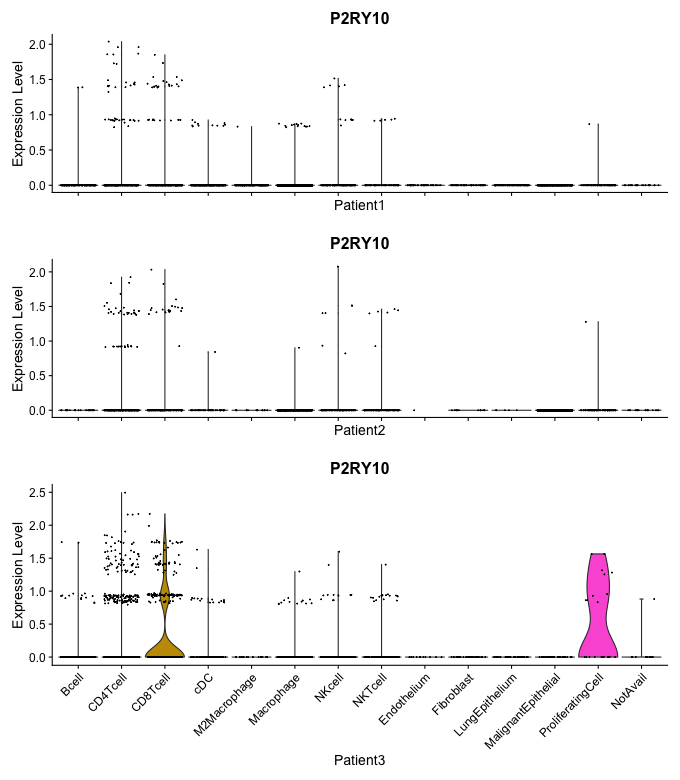 P2RY10
Expression Level
2.0
1.5
1.0
0.5
0.0
Patient1
P2RY10
Expression Level
2.0
1.5
1.0
0.5
0.0
Patient2
P2RY10
Expression Level
2.5
2.0
1.5
1.0
0.5
0.0
Bcell
CD4Tcell
CD8Tcell
cDC
M2Macrophage
Macrophage
NKcell
NKTcell
Endothelium
Fibroblast
LungEpithelium
MalignantEpithelial
ProliferatingCell
NotAvail
Patient3